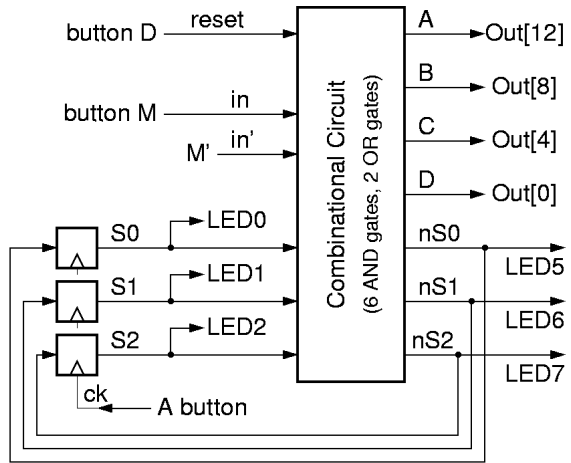 button D
reset
A
Out[12]
B
Out[8]
button M
in
C
Out[4]
M'
in'
D
Out[0]
Combinational Circuit
(6 AND gates, 2 OR gates)
S0
LED0
nS0
LED5
S1
LED1
nS1
LED6
S2
LED2
nS2
LED7
ck
A button